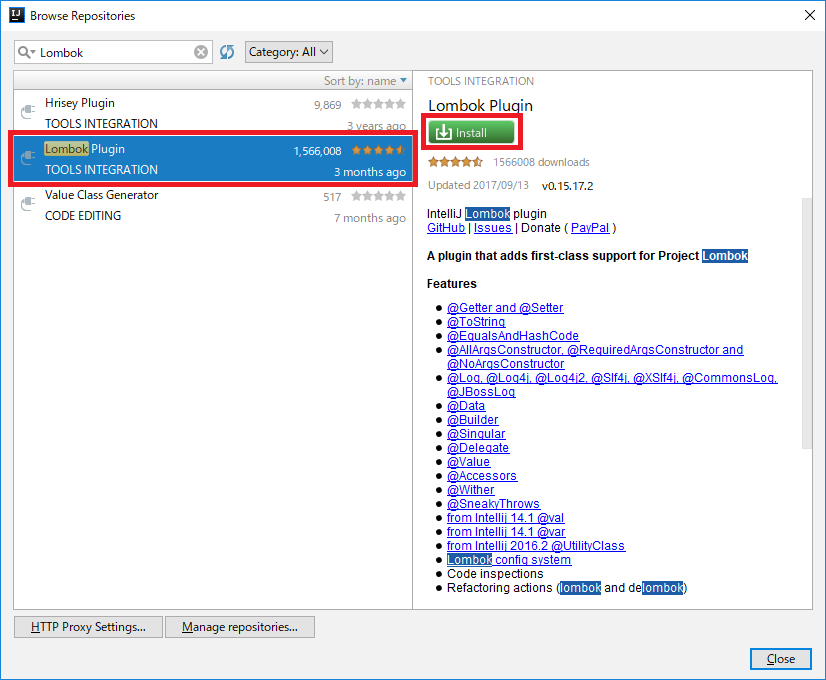 Browse Repositories
Lombok
Category: All
Sort by: name
Hrisey Plugin
9,869
TOOLS INTEGRATION
3 years ago
Lombok Plugin
1,566,008
TOOLS INTEGRATION
3 months ago
Value Class Generator
517
CODE EDITING
7 months ago
TOOLS INTEGRATION
Lombok Plugin
Install
1566008 downloads
Updated 2017/09/13 v0.15.17.2
IntelliJ Lombok plugin
GitHub | Issues | Donate ( PayPal )
A plugin that adds first-class support for Project Lombok
Features
@Getter and @Setter
@ToString
@EqualsAndHashCode
@AllArgsConstructor, @RequiredArgsConstructor and
@NoArgsConstructor
@Log, @Log4j, @Log4j2, @Slf4j, @XSlf4j, @CommonsLog,
@JBossLog
@Data
@Builder
@Singular
@Delegate
@Value
@Accessors
@Wither
@SneakyThrows
from Intellij 14.1 @val
from Intellij 14.1 @var
from Intellij 2016.2 @UtilityClass
Lombok config system
Code inspections
Refactoring actions (lombok and delombok)
HTTP Proxy Settings...
Manage repositories...
Close